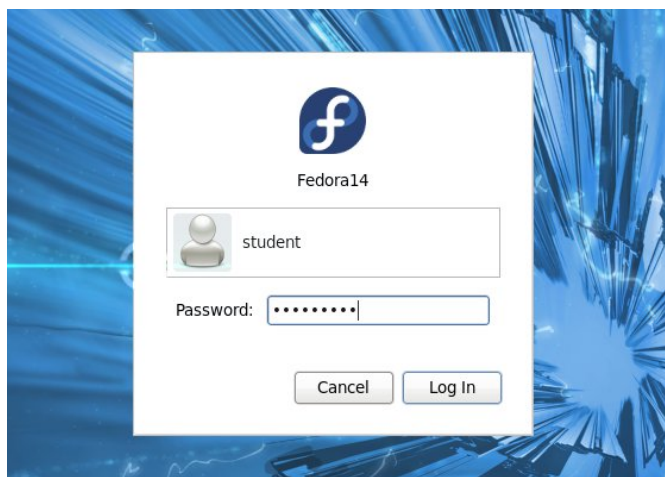 Fedora14
student
Password: •••••••••
Cancel Log In